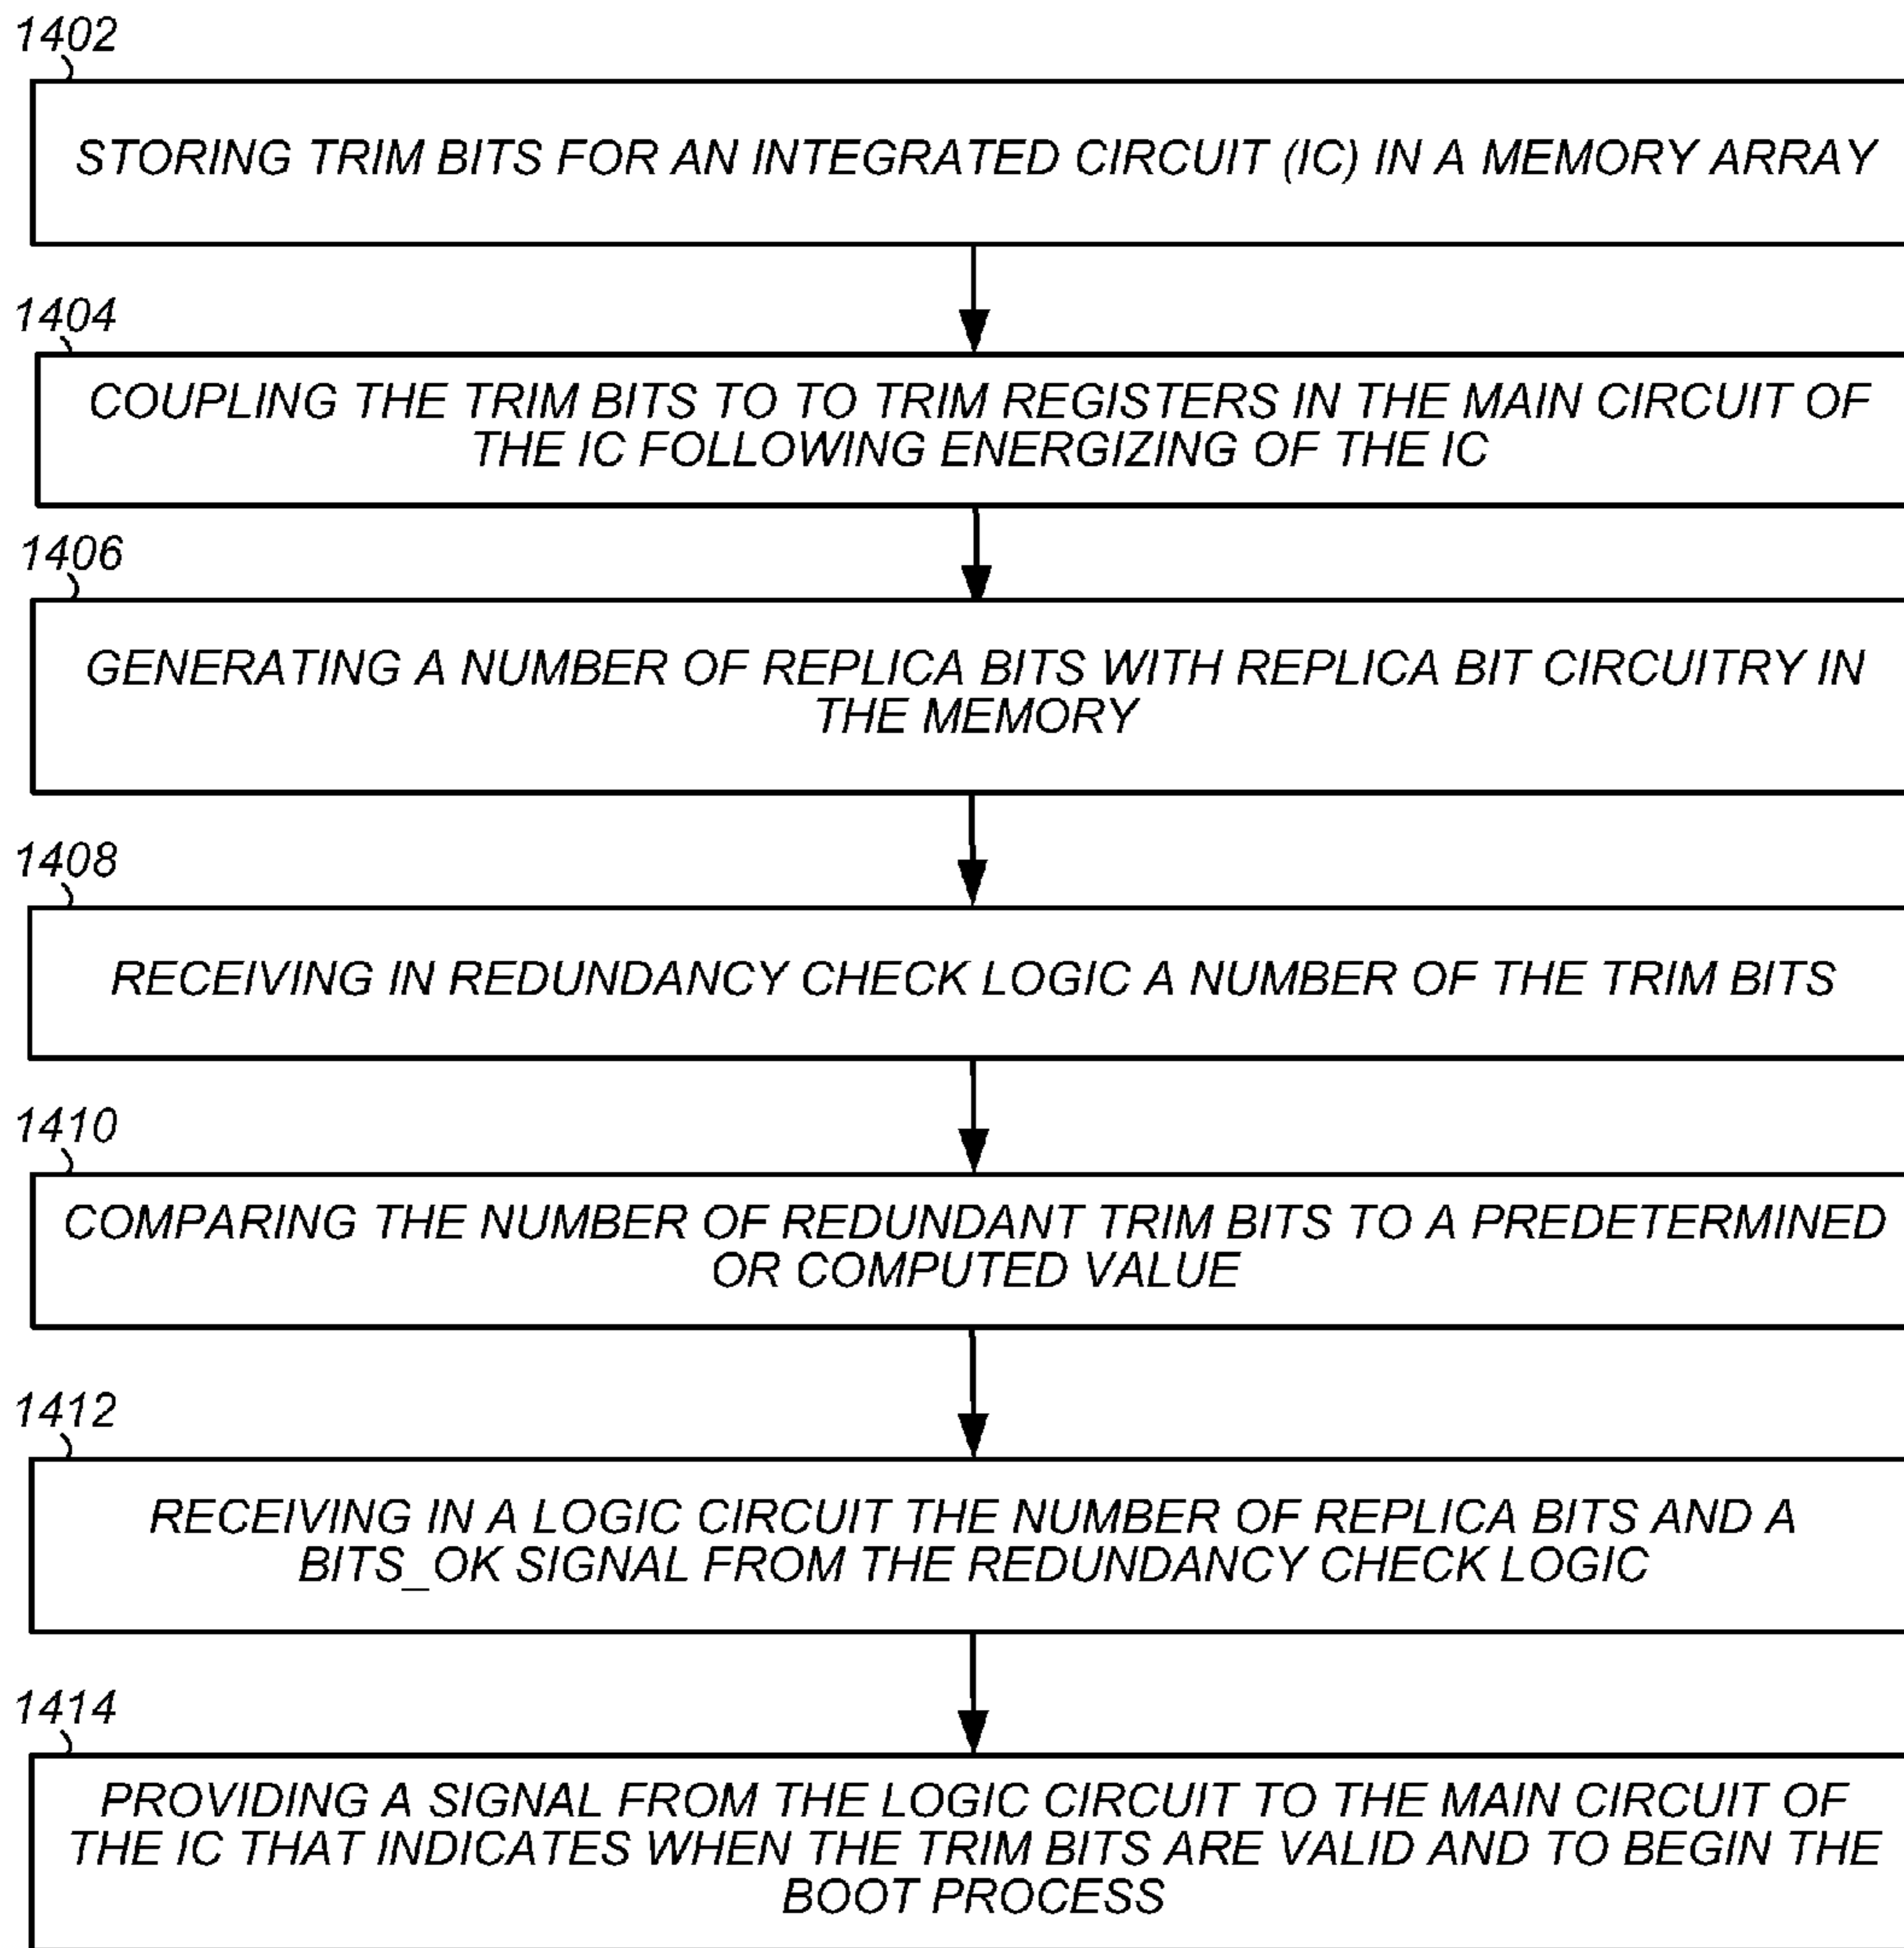 1402
STORING TRIM BITS FOR AN INTEGRATED CIRCUIT (IC) IN A MEMORY ARRAY
1404
COUPLING THE TRIM BITS TO TO TRIM REGISTERS IN THE MAIN CIRCUIT OF
THE IC FOLLOWING ENERGIZING OF THE IC
1406
GENERATING A NUMBER OF REPLICA BITS WITH REPLICA BIT CIRCUITRY IN
THE MEMORY
1408
RECEIVING IN REDUNDANCY CHECK LOGIC A NUMBER OF THE TRIM BITS
1410
COMPARING THE NUMBER OF REDUNDANT TRIM BITS TO A PREDETERMINED
OR COMPUTED VALUE
1412
RECEIVING IN A LOGIC CIRCUIT THE NUMBER OF REPLICA BITS AND A
BITS_OK SIGNAL FROM THE REDUNDANCY CHECK LOGIC
1414
PROVIDING A SIGNAL FROM THE LOGIC CIRCUIT TO THE MAIN CIRCUIT OF
THE IC THAT INDICATES WHEN THE TRIM BITS ARE VALID AND TO BEGIN THE
BOOT PROCESS